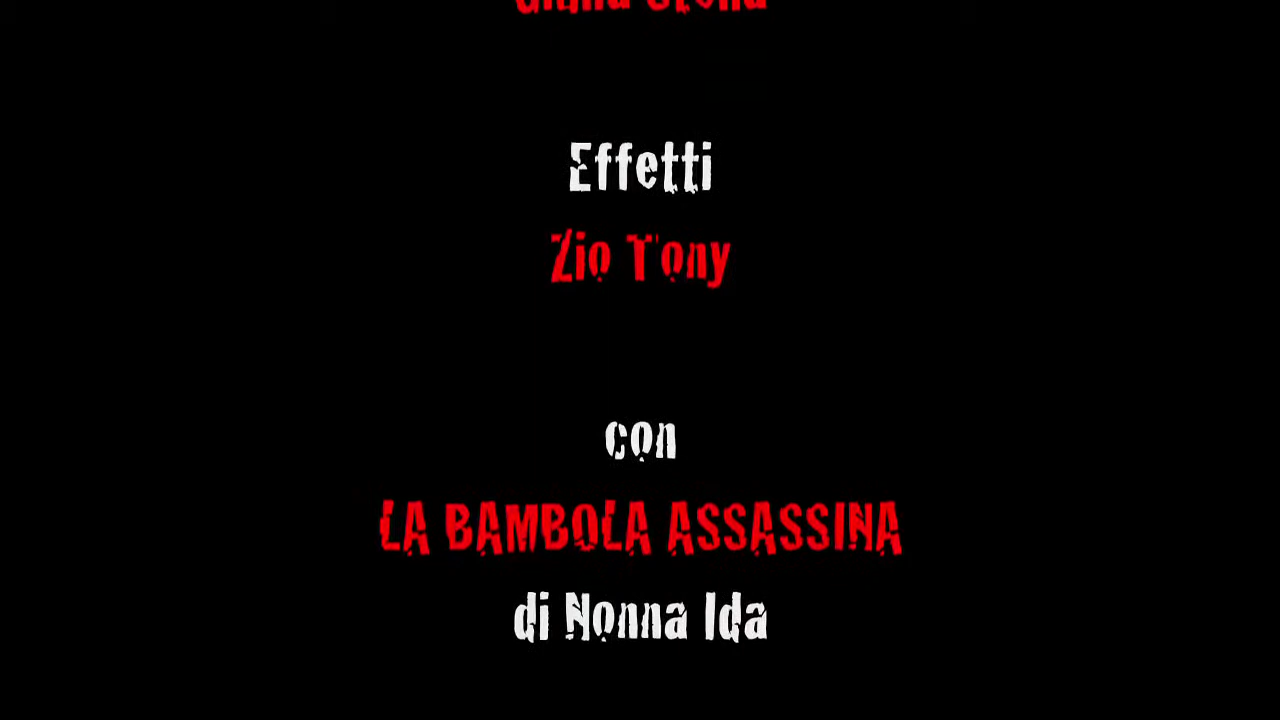 Effetti
Zio Tony
con
LA BAMBOLA ASSASSINA
di Nonna Ida